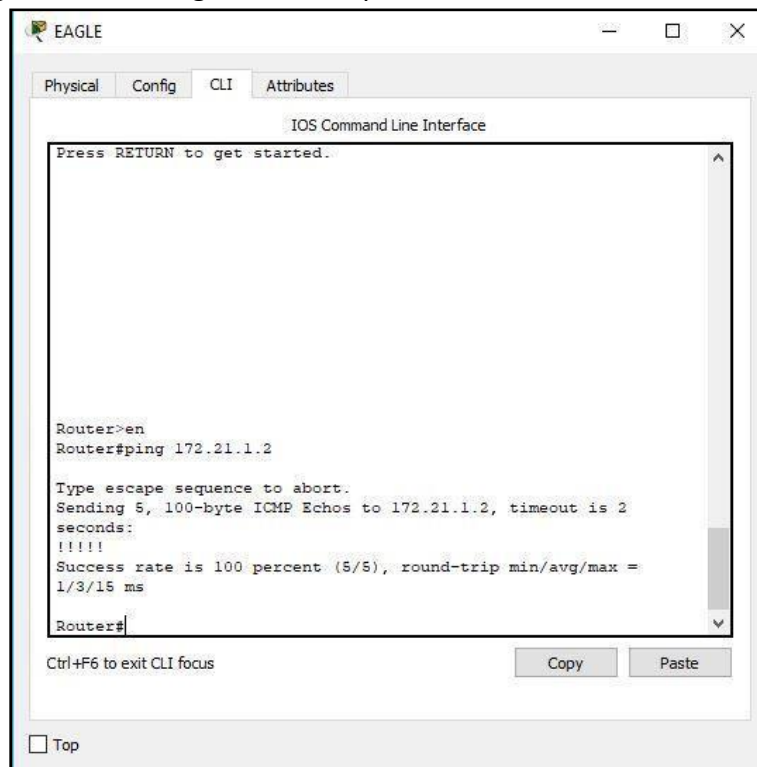 EAGLE
Physical Config CLI Attributes
IOS Command Line Interface
Press RETURN to get started.
Router>en
Router#ping 172.21.1.2
Type escape sequence to abort.
Sending 5, 100-byte ICMP Echos to 172.21.1.2, timeout is 2
seconds:
!!!!!
Success rate is 100 percent (5/5), round-trip min/avg/max =
1/3/15 ms
Router#
Ctrl+F6 to exit CLI focus
Copy Paste
Top